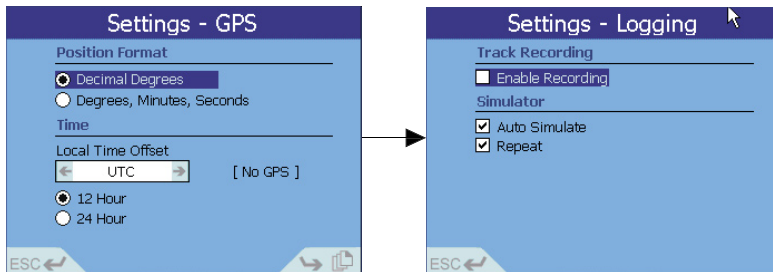 Settings - GPS
Position Format
Decimal Degrees
Degrees, Minutes, Seconds
Time
Local Time Offset
UTC
[ No GPS ]
12 Hour
24 Hour
ESC
Settings - Logging
Track Recording
Enable Recording
Simulator
Auto Simulate
Repeat
ESC